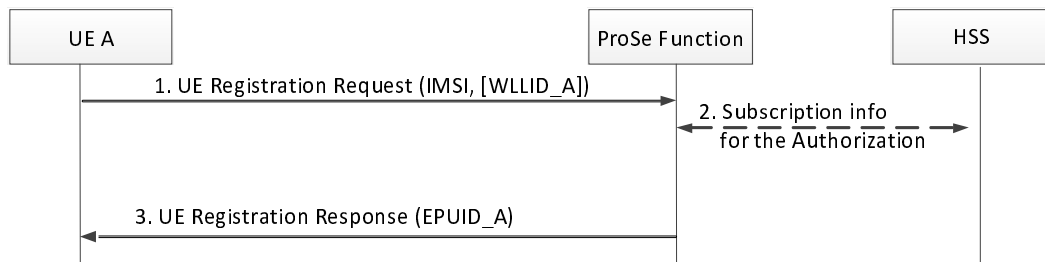 UE A
ProSe Function
HSS
1. UE Registration Request (IMSI, [WLLID_A])
2. Subscription info
for the Authorization
3. UE Registration Response (EPUID_A)